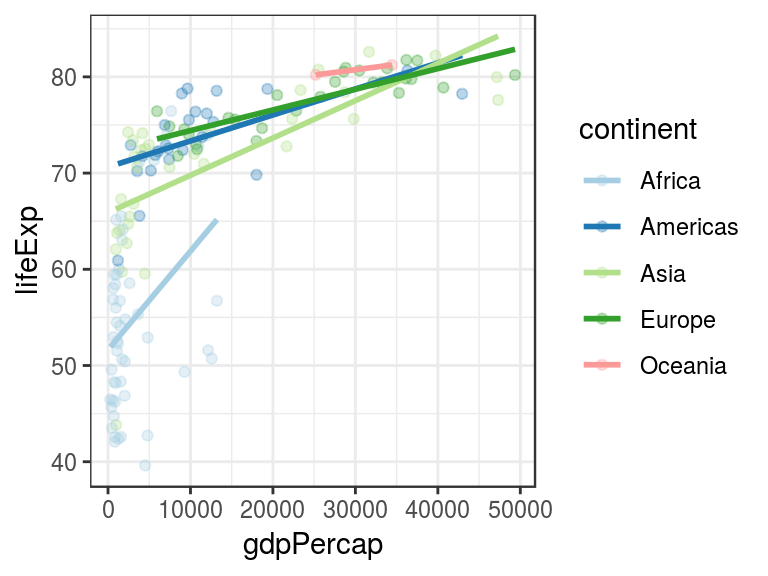 lifeExp
80
70
60
50
40
0 10000 20000 30000 40000 50000
gdpPercap
continent
Africa
Americas
Asia
Europe
Oceania